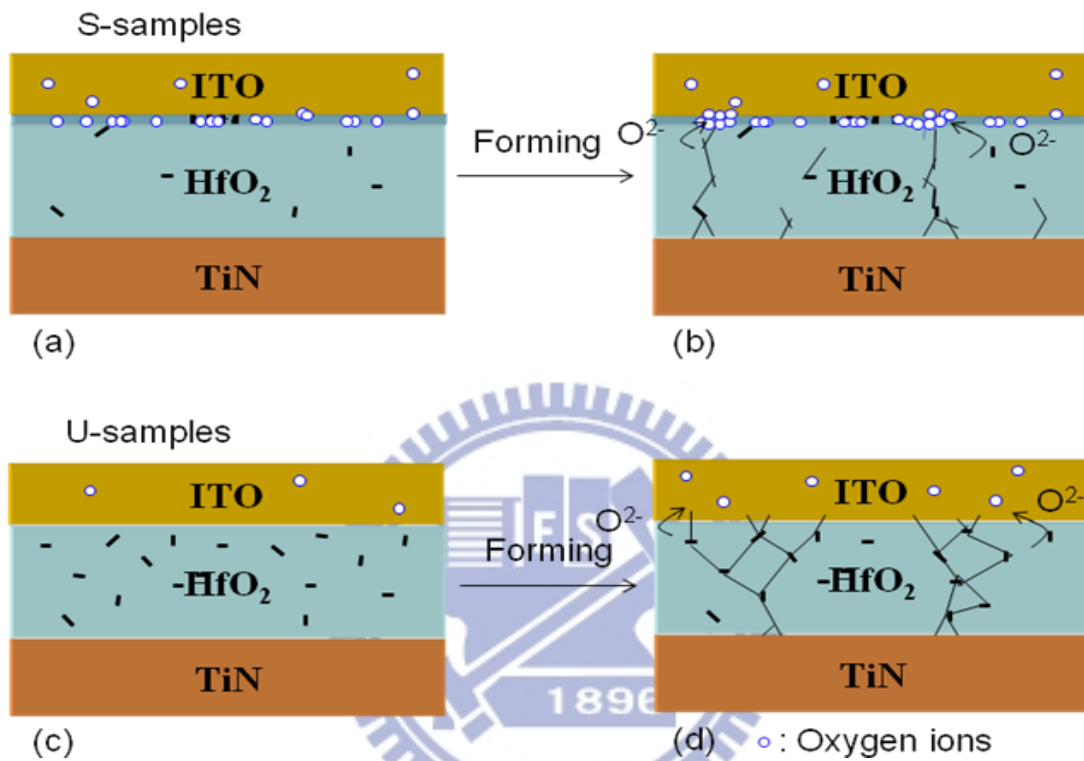 S-samples
ITO
HfO₂
TiN
(a)
Forming
ITO
O²⁻
O²⁻
HfO₂
TiN
(b)
U-samples
ITO
HfO₂
TiN
(c)
Forming
ITO
O²⁻
O²⁻
HfO₂
TiN
(d)
: Oxygen ions
ES
1896